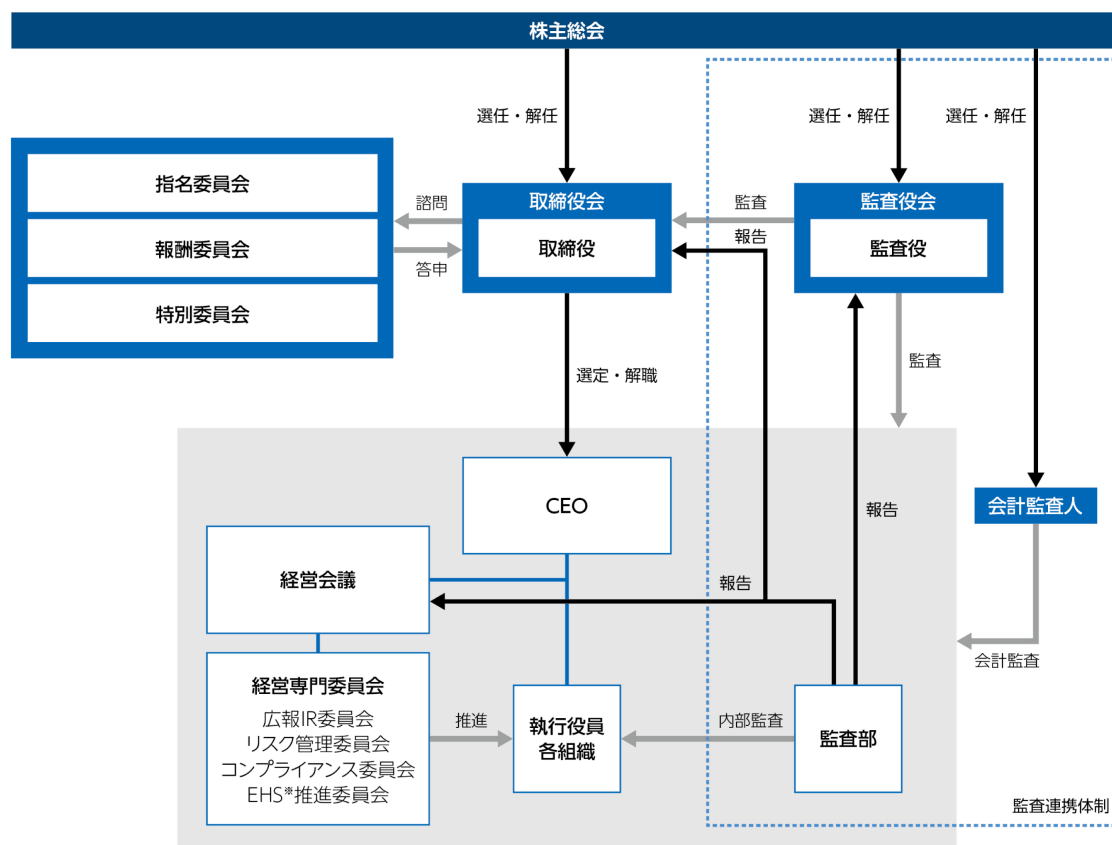 株主総会
選任・解任
選任・解任
選任・解任
指名委員会
報酬委員会
特別委員会
諮問
答申
取締役会
取締役
監査
報告
監査役会
監査役
選定・解職
監査
CEO
報告
会計監査人
経営会議
報告
会計監査
経営専門委員会
広報IR委員会
リスク管理委員会
コンプライアンス委員会
EHS※推進委員会
推進
執行役員
各組織
内部監査
監査部
監査連携体制